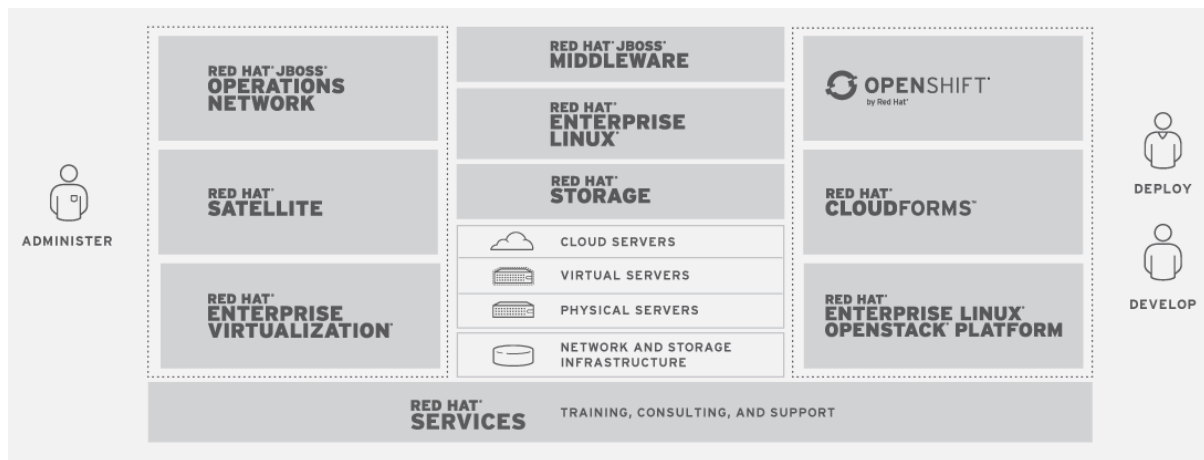 ADMINISTER
RED HAT® JBOSS®
OPERATIONS
NETWORK
RED HAT®
SATELLITE
RED HAT®
ENTERPRISE
VIRTUALIZATION®
RED HAT® JBOSS®
MIDDLEWARE
RED HAT®
ENTERPRISE
LINUX®
RED HAT®
STORAGE
CLOUD SERVERS
VIRTUAL SERVERS
PHYSICAL SERVERS
NETWORK AND STORAGE
INFRASTRUCTURE
OPENSHIFT®
by Red Hat®
RED HAT®
CLOUDFORMS™
RED HAT®
ENTERPRISE LINUX®
OPENSTACK® PLATFORM
DEPLOY
DEVELOP
RED HAT®
SERVICES
TRAINING, CONSULTING, AND SUPPORT